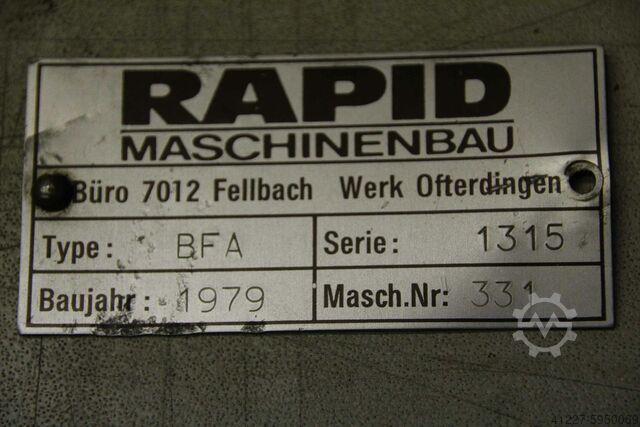 RAPID
MASCHINENBAU
Büro 7012 Fellbach Werk Ofterdingen
Type: BFA Serie: 1315
Baujahr: 1979 Masch.Nr: 331
41227-5950069